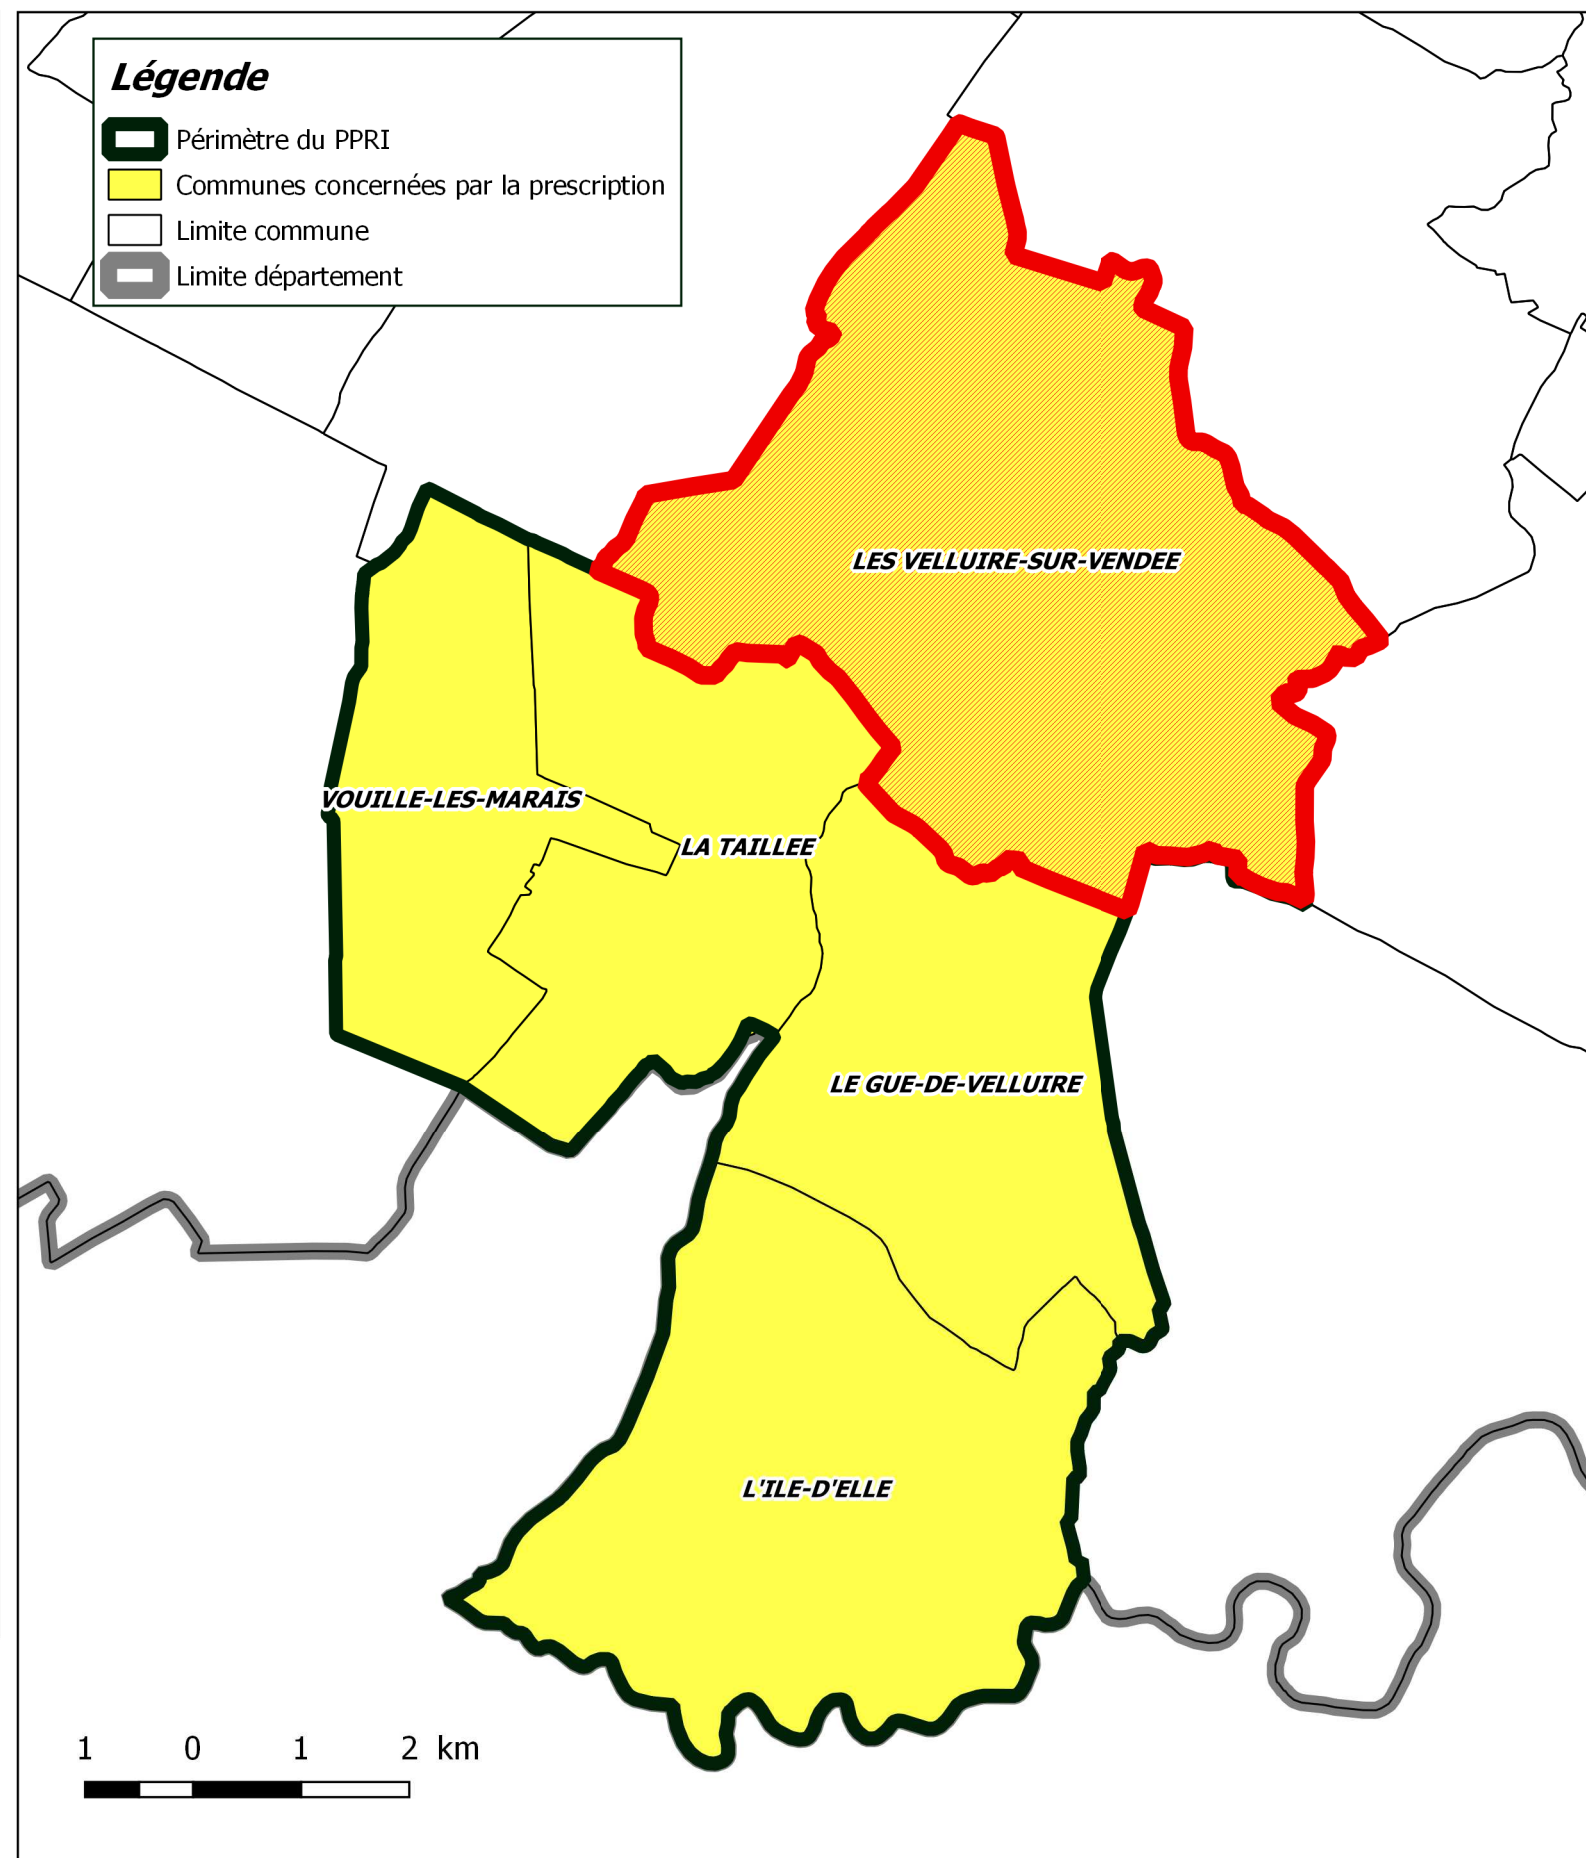 Légende
Périmètre du PPRI
Communes concernées par la prescription
Limite commune
Limite département
LES VELLUIRE-SUR-VENDEE
VOUILLE-LES-MARAIS
LA TAILLEE
LE GUE-DE-VELLUIRE
L'ILE-D'ELLE
1 0 1 2 km